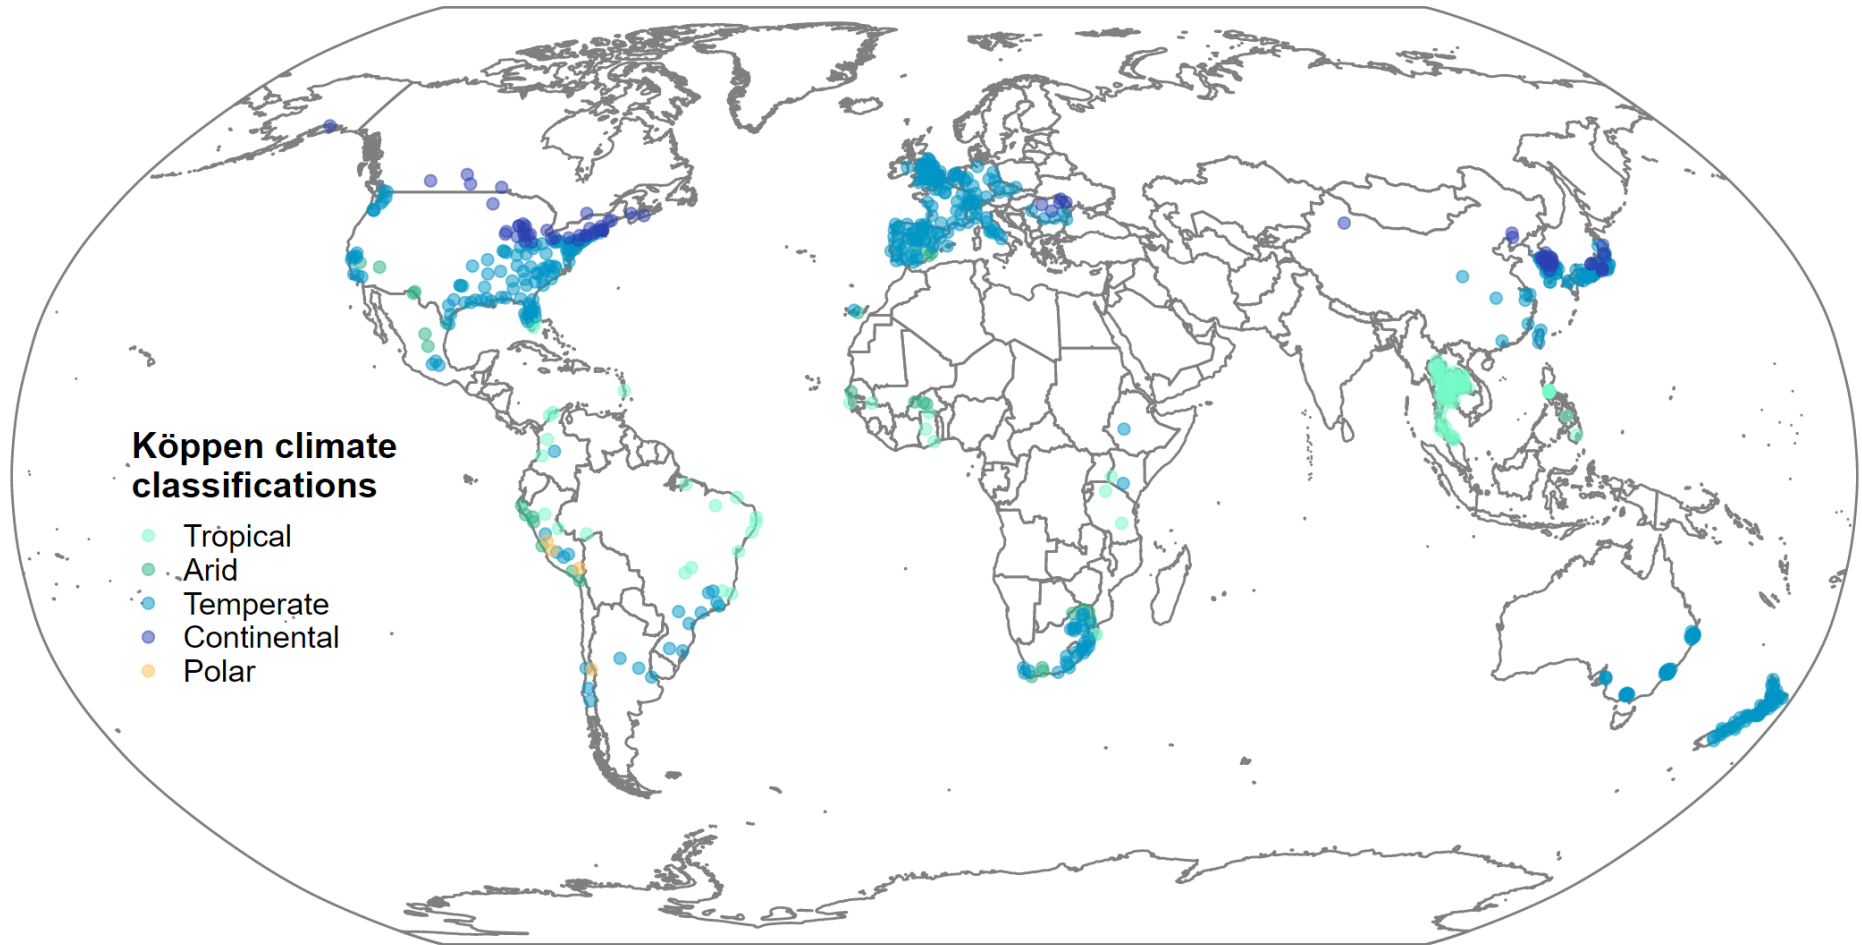 Köppen climate
classifications
Tropical
Arid
Temperate
Continental
Polar